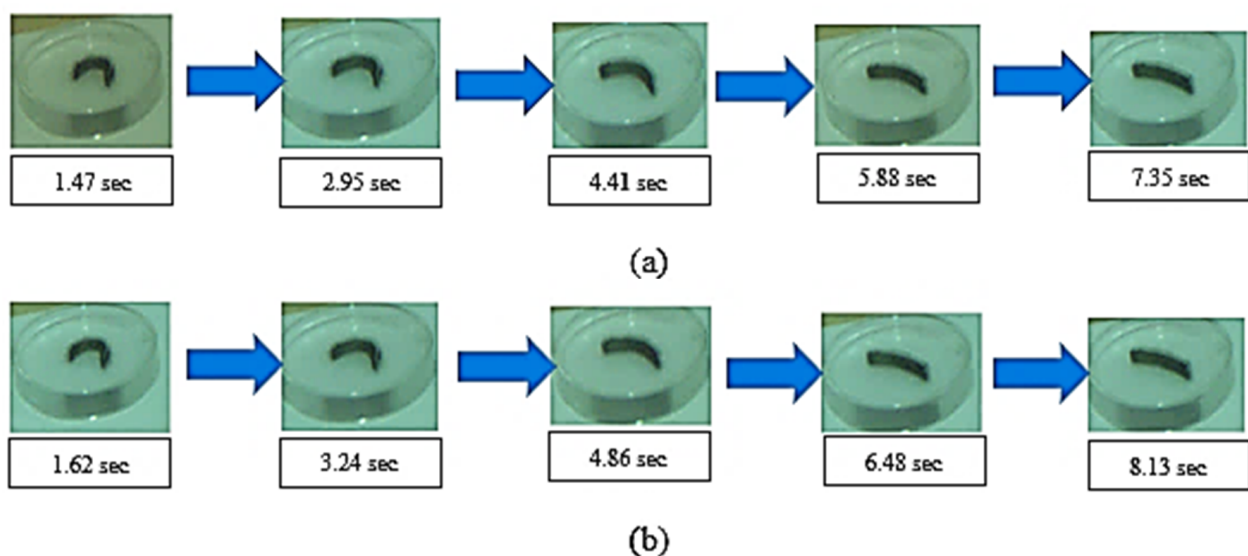 1.47 sec
2.95 sec
4.41 sec
5.88 sec
7.35 sec
(a)
1.62 sec
3.24 sec
4.86 sec
6.48 sec
8.13 sec
(b)